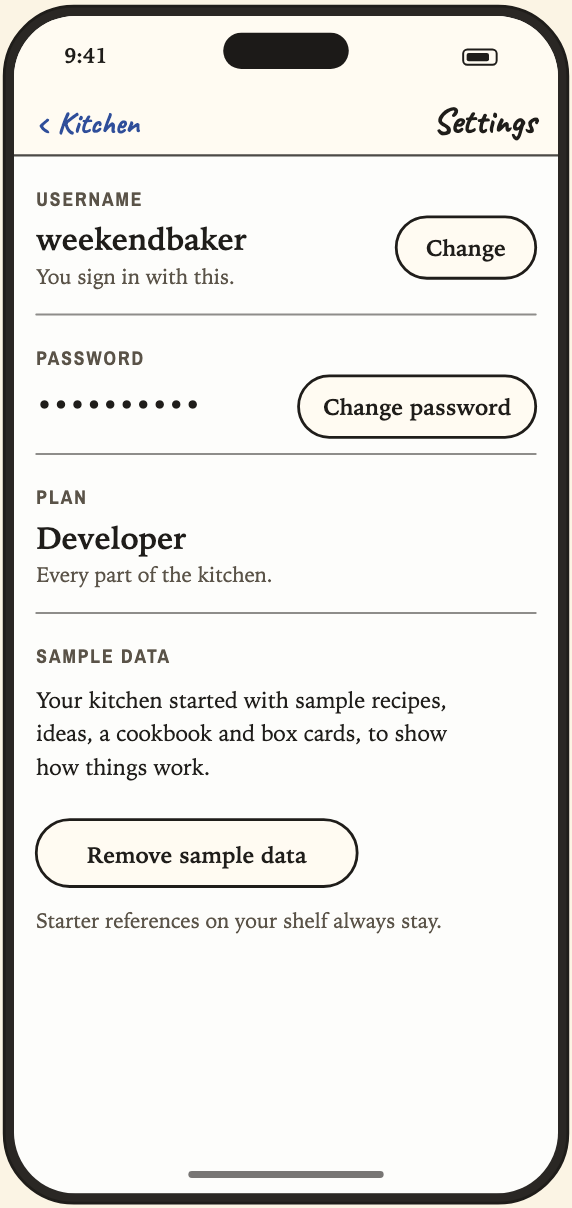 9:41
< Kitchen
Settings
USERNAME
weekendbaker
Change
You sign in with this.
PASSWORD
••••••••••
Change password
PLAN
Developer
Every part of the kitchen.
SAMPLE DATA
Your kitchen started with sample recipes,
ideas, a cookbook and box cards, to show
how things work.
Remove sample data
Starter references on your shelf always stay.